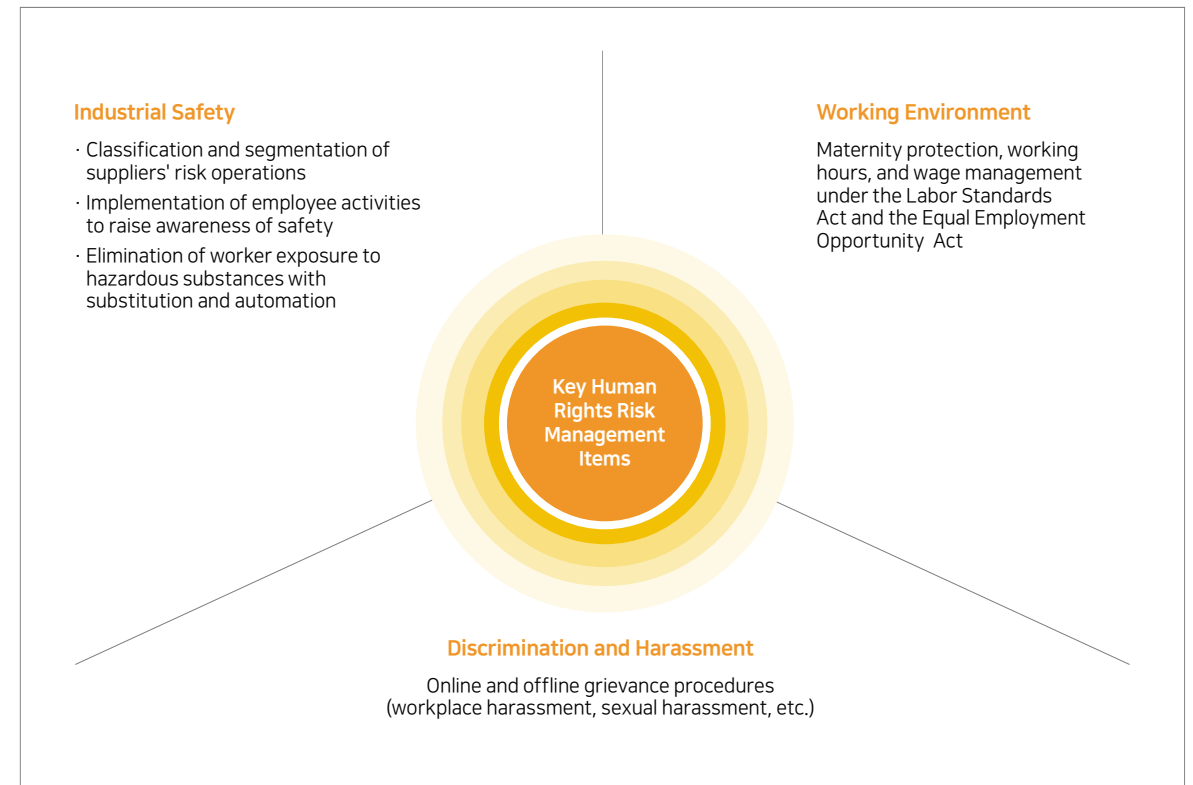 Industrial Safety
· Classification and segmentation of
suppliers' risk operations
· Implementation of employee activities
to raise awareness of safety
· Elimination of worker exposure to
hazardous substances with
substitution and automation
Working Environment
Maternity protection, working
hours, and wage management
under the Labor Standards
Act and the Equal Employment
Opportunity Act
Key Human
Rights Risk
Management
Items
Discrimination and Harassment
Online and offline grievance procedures
(workplace harassment, sexual harassment, etc.)